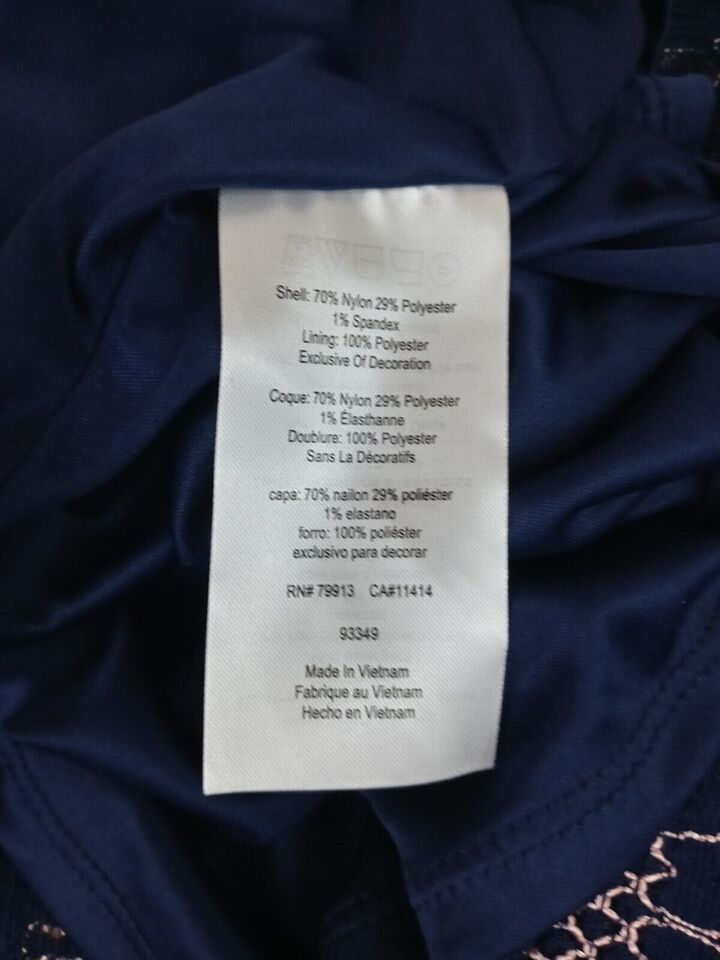 Shell: 70% Nylon 29% Polyester
1% Spandex
Lining: 100% Polyester
Exclusive Of Decoration
Coque: 70% Nylon 29% Polyester
1% Élasthanne
Doublure: 100% Polyester
Sans La Décoratifs
capa: 70% nailon 29% poliéster
1% elastano
forro: 100% poliéster
exclusivo para decorar
RN# 79913 CA#11414
93349
Made In Vietnam
Fabrique au Vietnam
Hecho en Vietnam